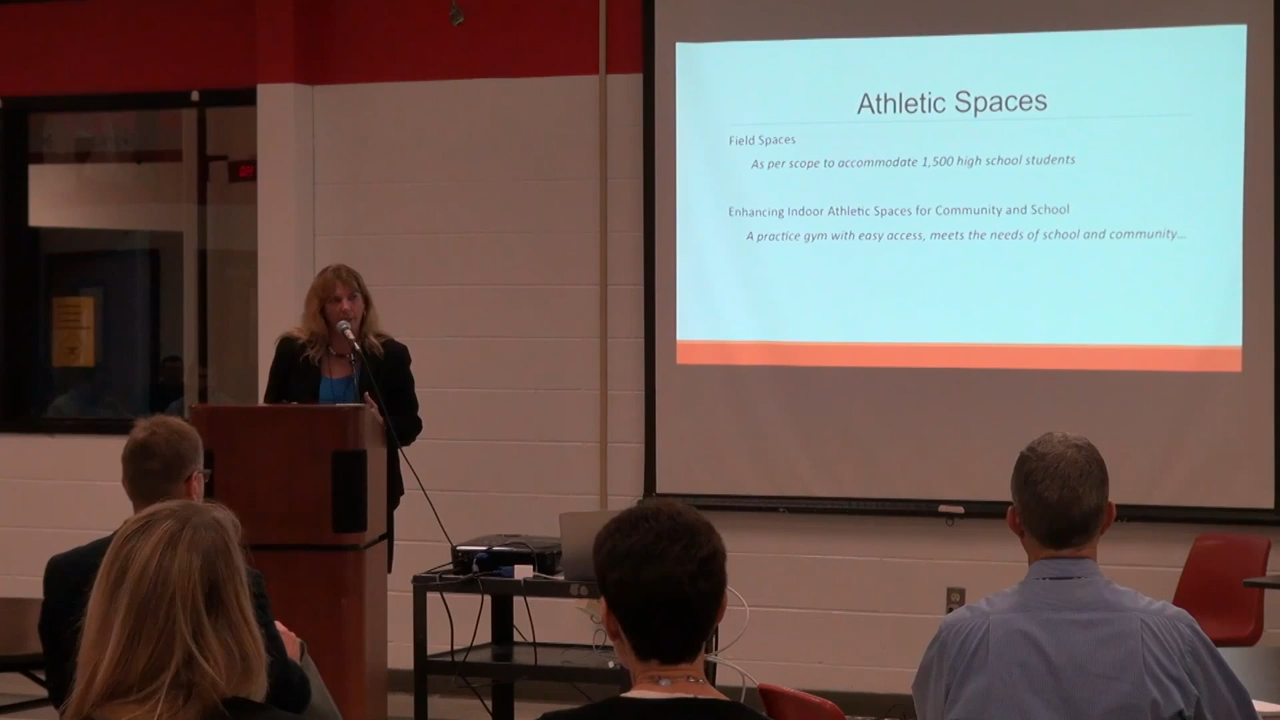 Athletic Spaces
Field Spaces
As per scope to accommodate 1,500 high school students
Enhancing Indoor Athletic Spaces for Community and School
A practice gym with easy access, meets the needs of school and community...